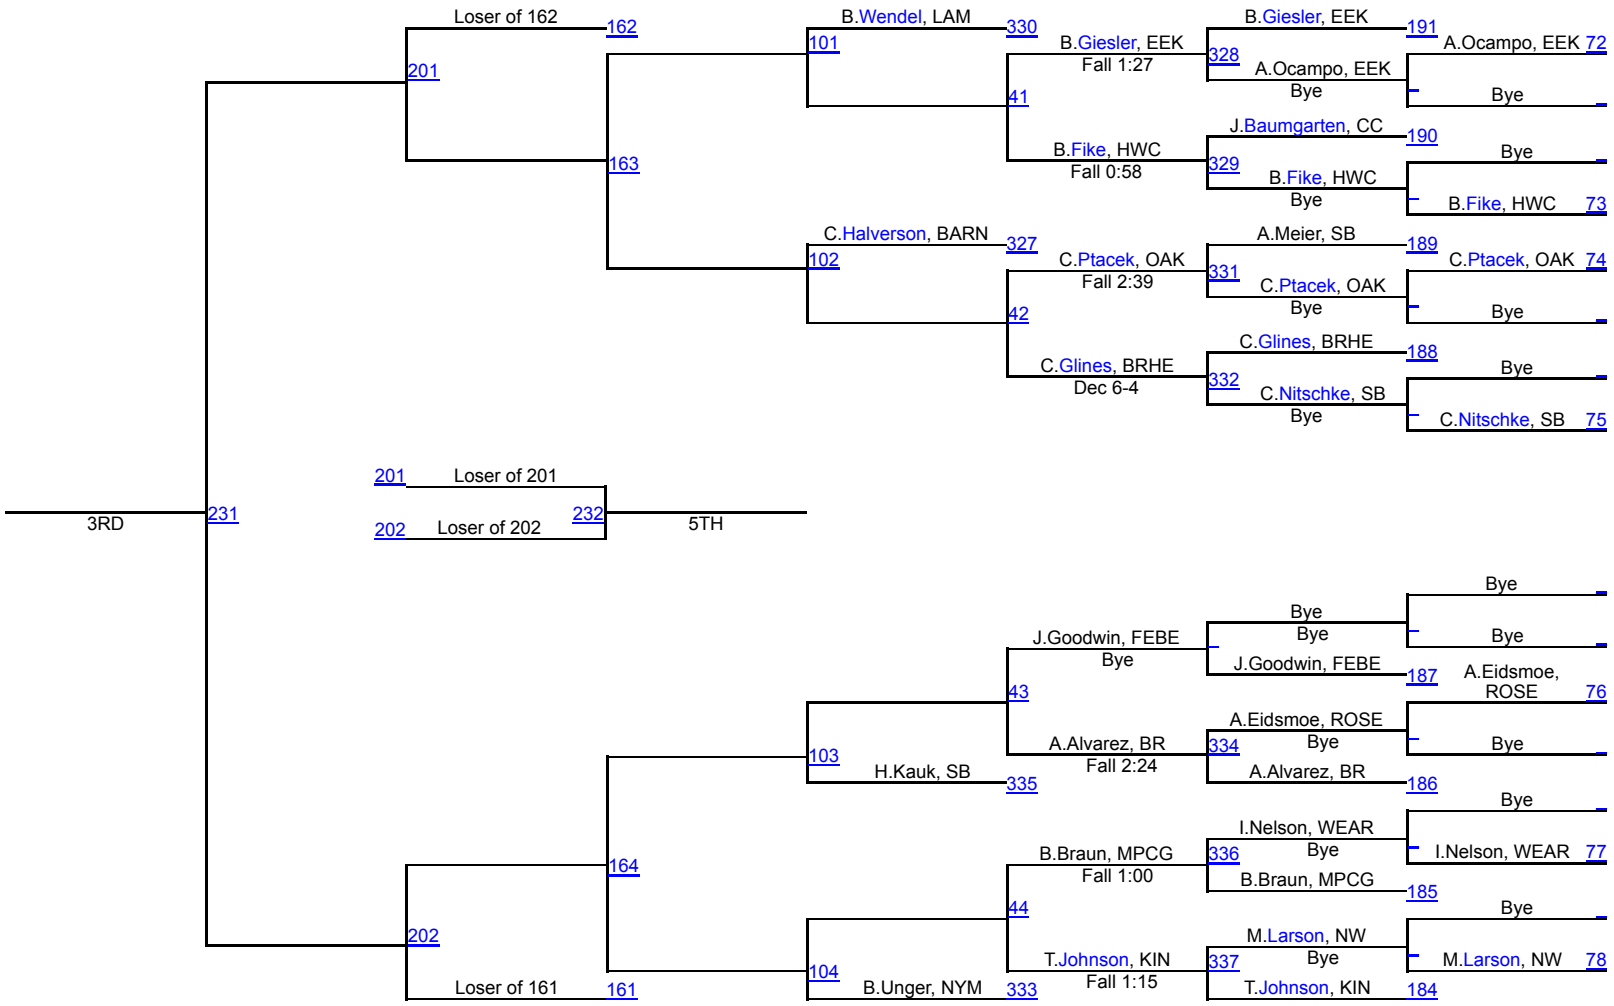 Loser of 162
162
B.Wendel, LAM
330
B.Giesler, EEK
191
101
B.Giesler, EEK
Fall 1:27
328
A.Ocampo, EEK 72
201
A.Ocampo, EEK
Bye
Bye
41
J.Baumgarten, CC
190
163
B.Fike, HWC
Fall 0:58
329
Bye
B.Fike, HWC
Bye
B.Fike, HWC 73
C.Halverson, BARN
327
A.Meier, SB
189
102
C.Ptacek, OAK
Fall 2:39
331
C.Ptacek, OAK 74
C.Ptacek, OAK
Bye
Bye
42
C.Glines, BRHE
188
C.Glines, BRHE
Dec 6-4
332
Bye
C.Nitschke, SB
Bye
C.Nitschke, SB 75
201
Loser of 201
3RD
231
232
5TH
202
Loser of 202
Bye
Bye
Bye
Bye
J.Goodwin, FEBE
Bye
J.Goodwin, FEBE
187
A.Eidsmoe,
ROSE
76
43
A.Eidsmoe, ROSE
Bye
Bye
103
A.Alvarez, BR
Fall 2:24
334
H.Kauk, SB
335
A.Alvarez, BR
186
Bye
I.Nelson, WEAR
Bye
I.Nelson, WEAR 77
164
B.Braun, MPCG
Fall 1:00
336
B.Braun, MPCG
185
44
Bye
202
M.Larson, NW
Bye
M.Larson, NW 78
104
T.Johnson, KIN
Fall 1:15
337
Loser of 161
161
B.Unger, NYM
333
T.Johnson, KIN
184